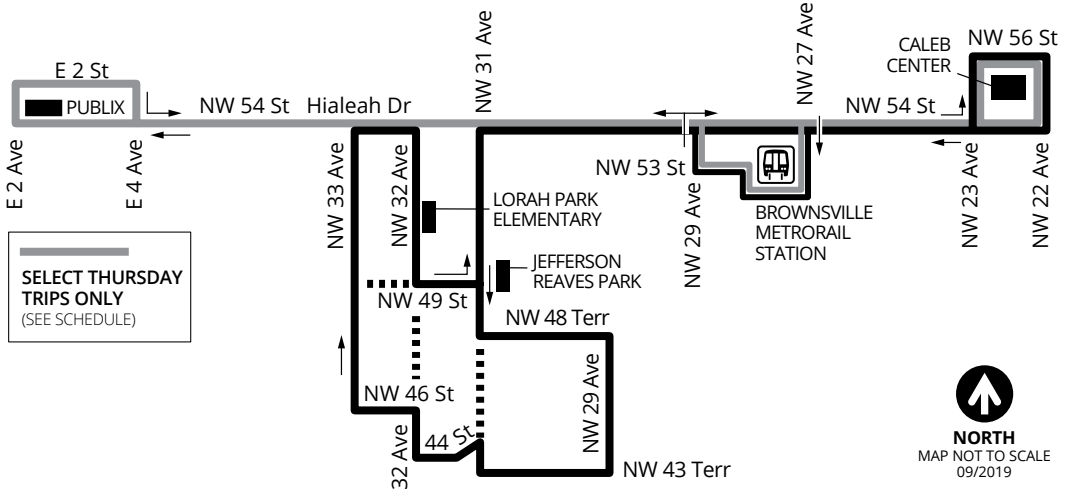 E 2 St
PUBLIX
NW 54 St
Hialeah Dr
NW 31 Ave
NW 27 Ave
CALEB
CENTER
NW 56 St
NW 54 St
E 2 Ave
E 4 Ave
NW 33 Ave
NW 32 Ave
NW 53 St
NW 29 Ave
BROWNSVILLE
METRORAIL
STATION
NW 23 Ave
NW 22 Ave
LORAH PARK
ELEMENTARY
JEFFERSON
REAVES PARK
SELECT THURSDAY
TRIPS ONLY
(SEE SCHEDULE)
NW 49 St
NW 48 Terr
NW 29 Ave
NW 46 St
32 Ave
44 St
NW 43 Terr
NORTH
MAP NOT TO SCALE
09/2019